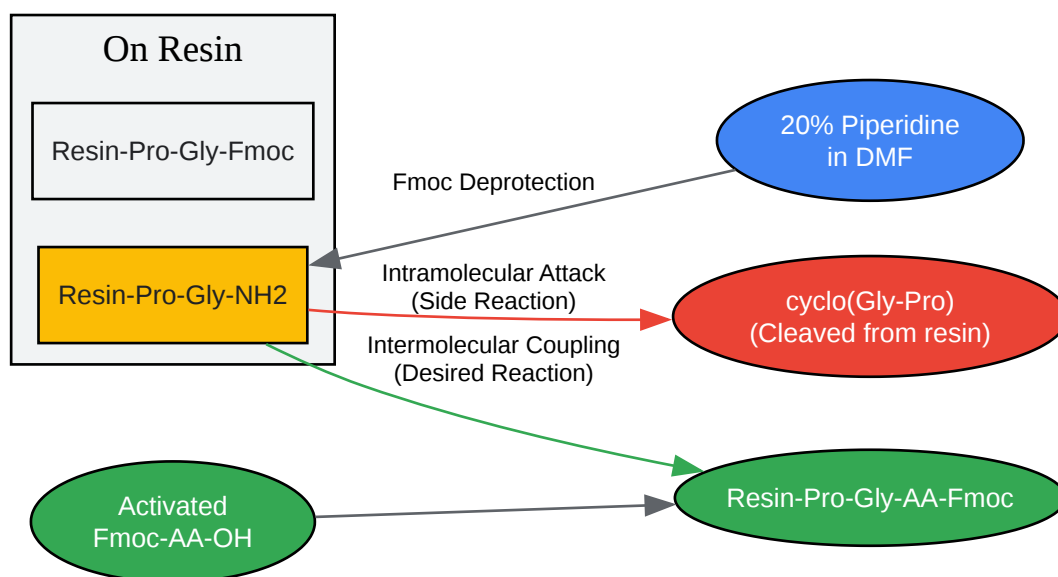 On Resin
Resin-Pro-Gly-Fmoc
20% Piperidine
in DMF
Fmoc Deprotection
Resin-Pro-Gly-NH2
Intramolecular Attack
(Side Reaction)
cyclo(Gly-Pro)
(Cleaved from resin)
Intermolecular Coupling
(Desired Reaction)
Activated
Fmoc-AA-OH
Resin-Pro-Gly-AA-Fmoc